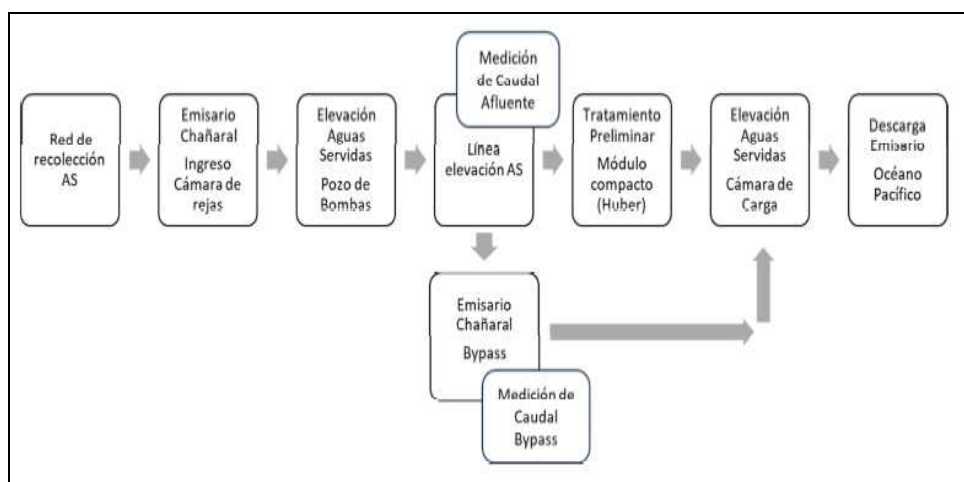 Medición
de Caudal
Afluente
Red de
recolección
AS
Emisario
Chañaral
Ingreso
Cámara de
rejas
Elevación
Aguas
Servidas
Pozo de
Bombas
Línea
elevación AS
Tratamiento
Preliminar
Módulo
compacto
(Huber)
Elevación
Aguas
Servidas
Cámara de
Carga
Descarga
Emisario
Océano
Pacífico
Emisario
Chañaral
Bypass
Medición de
Caudal
Bypass